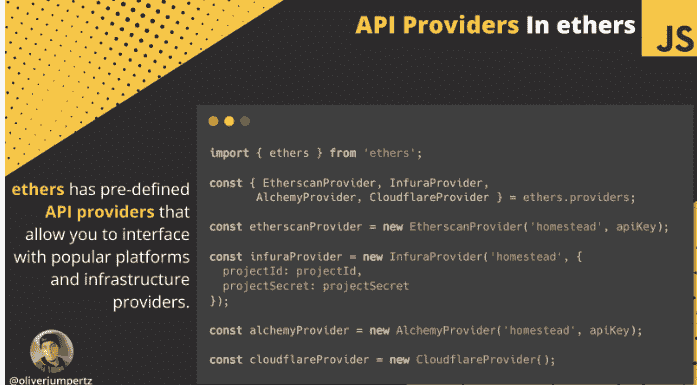 API Providers In ethers
JS
ethers has pre-defined
API providers that
allow you to interface
with popular platforms
and infrastructure
providers.
import { ethers } from 'ethers';
const { EtherscanProvider, InfuraProvider,
AlchemyProvider, CloudflareProvider } = ethers.providers;
const etherscanProvider = new EtherscanProvider('homestead', apiKey);
const infuraProvider = new InfuraProvider('homestead', {
projectId: projectId,
projectSecret: projectSecret
});
const alchemyProvider = new AlchemyProvider('homestead', apiKey);
const cloudflareProvider = new CloudflareProvider();
@oliverjumpertz